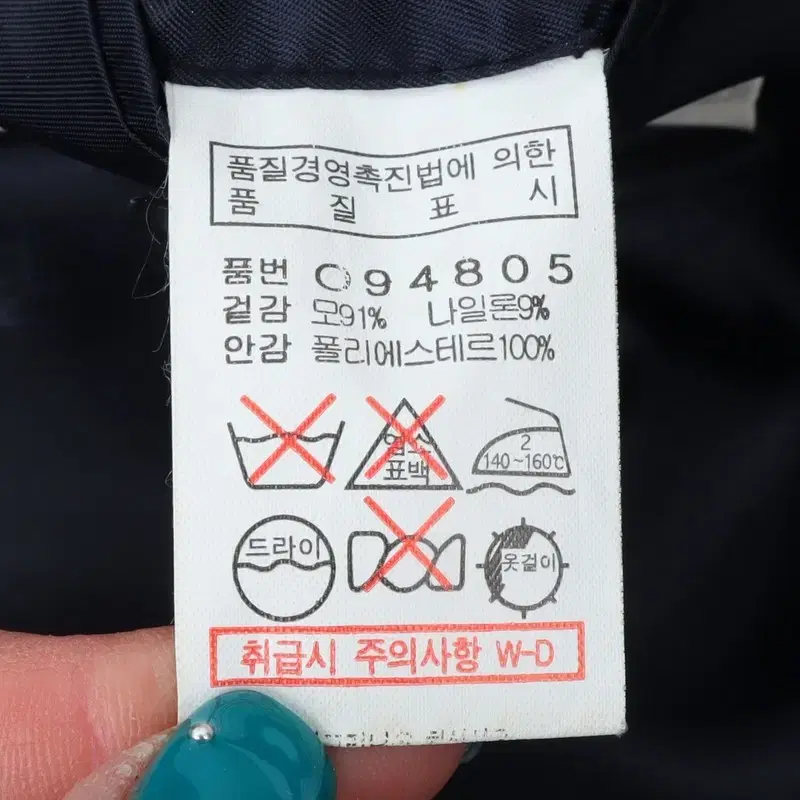 품질경영촉진법에 의한
품 질 표 시
품번 094805
겉감 모91% 나일론9%
안감 폴리에스테르100%
염소
표백
2
140~160℃
드라이
옷걸이
취급시 주의사항 W-D